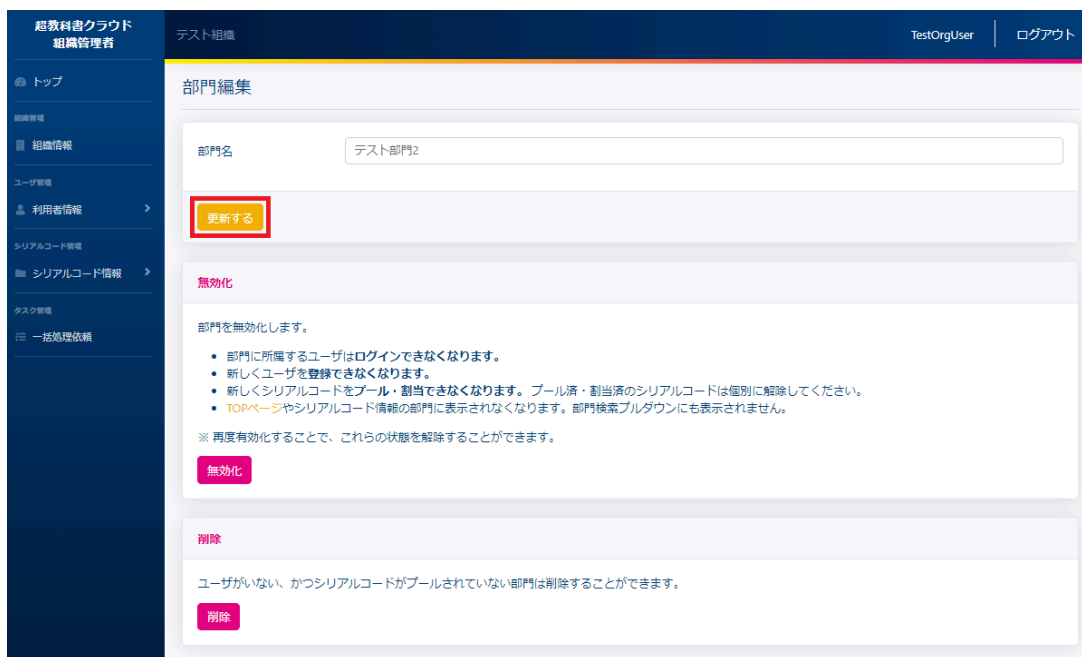 超教科書クラウド
組織管理者
テスト組織
TestOrgUser
ログアウト
トップ
組織管理
組織情報
ユーザ管理
利用者情報
シリアルコード管理
シリアルコード情報
タスク管理
一括処理依頼
部門編集
部門名
テスト部門2
更新する
無効化
部門を無効化します。
• 部門に所属するユーザはログインできなくなります。
• 新しくユーザを登録できなくなります。
• 新しくシリアルコードをプール・割当できなくなります。 プール済・割当済のシリアルコードは個別に解除してください。
• TOPページやシリアルコード情報の部門に表示されなくなります。部門検索プルダウンにも表示されません。
※ 再度有効化することで、これらの状態を解除することができます。
無効化
削除
ユーザがいない、かつシリアルコードがプールされていない部門は削除することができます。
削除